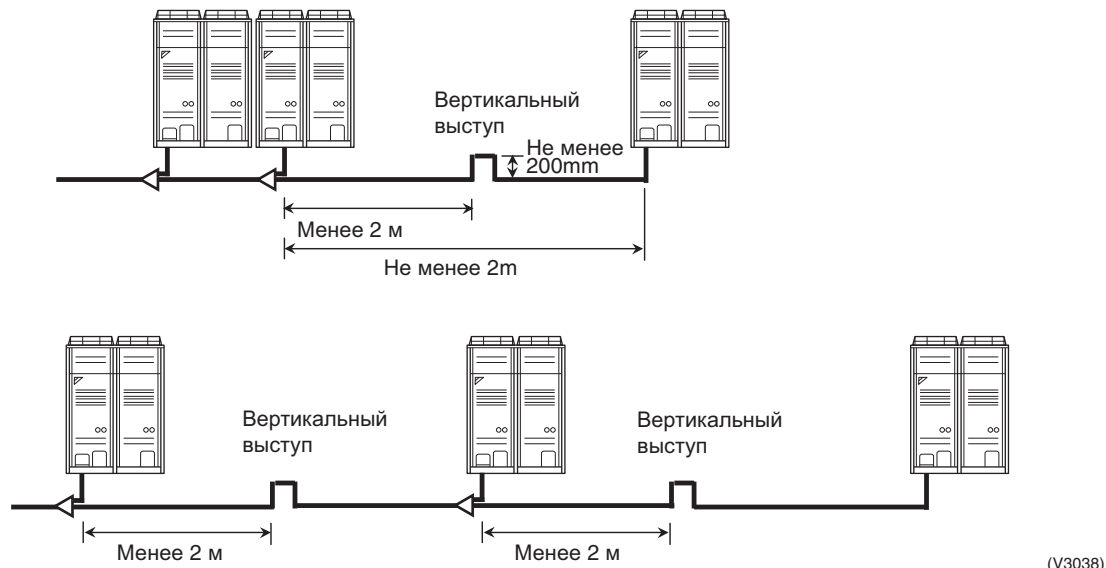 Вертикальный
выступ
Не менее
200mm
Менее 2 м
Не менее 2m
Вертикальный
выступ
Вертикальный
выступ
Менее 2 м
Менее 2 м
(V3038)